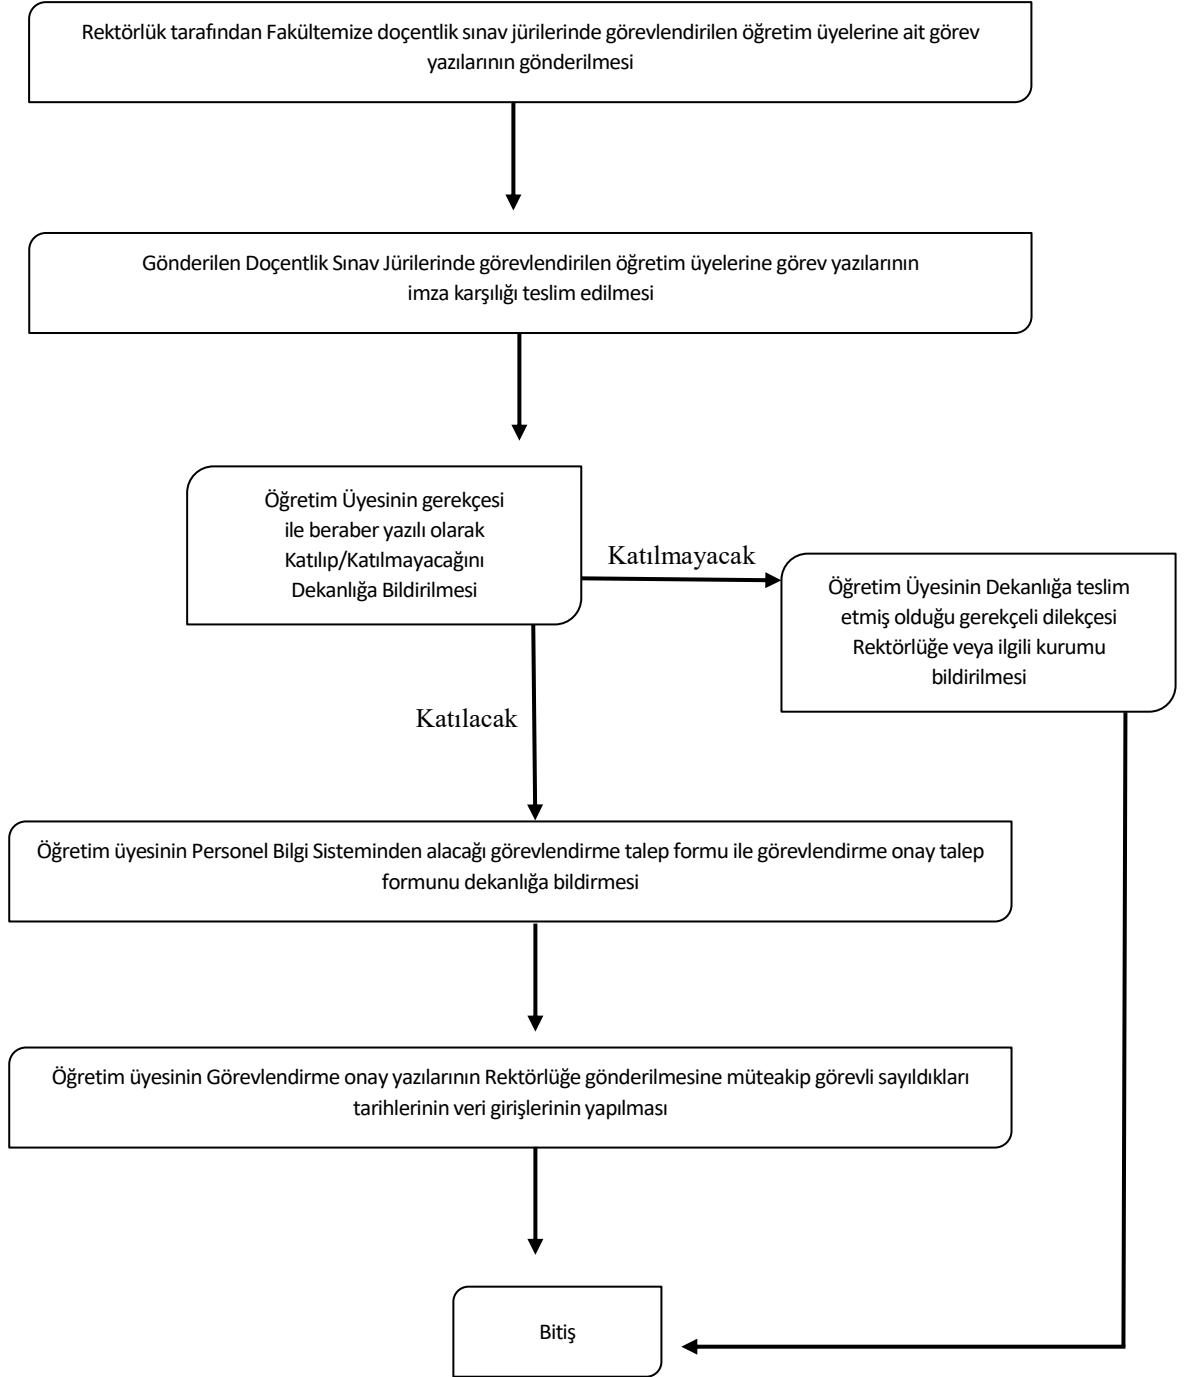 Rektörlük tarafından Fakültemize doçentlik sınav jürilerinde görevlendirilen öğretim üyelerine ait görev
yazılarının gönderilmesi
Gönderilen Doçentlik Sınav Jürilerinde görevlendirilen öğretim üyelerine görev yazılarının
imza karşılığı teslim edilmesi
Öğretim Üyesinin gerekçesi
ile beraber yazılı olarak
Katılıp/Katılmayacağını
Dekanlığa Bildirilmesi
Katılmayacak
Öğretim Üyesinin Dekanlığa teslim
etmiş olduğu gerekçeli dilekçesi
Rektörlüğe veya ilgili kurumu
bildirilmesi
Katılacak
Öğretim üyesinin Personel Bilgi Sisteminden alacağı görevlendirme talep formu ile görevlendirme onay talep
formunu dekanlığa bildirmesi
Öğretim üyesinin Görevlendirme onay yazılarının Rektörlüğe gönderilmesine müteakip görevli sayıldıkları
tarihlerinin veri girişlerinin yapılması
Bitiş